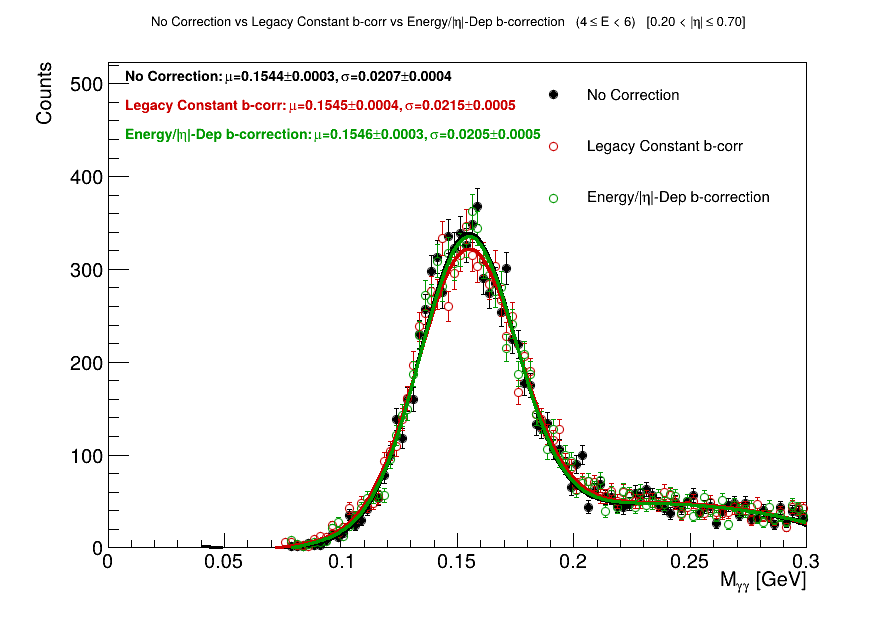 No Correction vs Legacy Constant b-corr vs Energy/|η|-Dep b-correction (4 ≤ E < 6) [0.20 < |η| ≤ 0.70]
Counts
No Correction: μ=0.1544±0.0003, σ=0.0207±0.0004
Legacy Constant b-corr: μ=0.1545±0.0004, σ=0.0215±0.0005
Energy/|η|-Dep b-correction: μ=0.1546±0.0003, σ=0.0205±0.0005
No Correction
Legacy Constant b-corr
Energy/|η|-Dep b-correction
500
400
300
200
100
0
0 0.05 0.1 0.15 0.2 0.25 0.3
Mγγ [GeV]